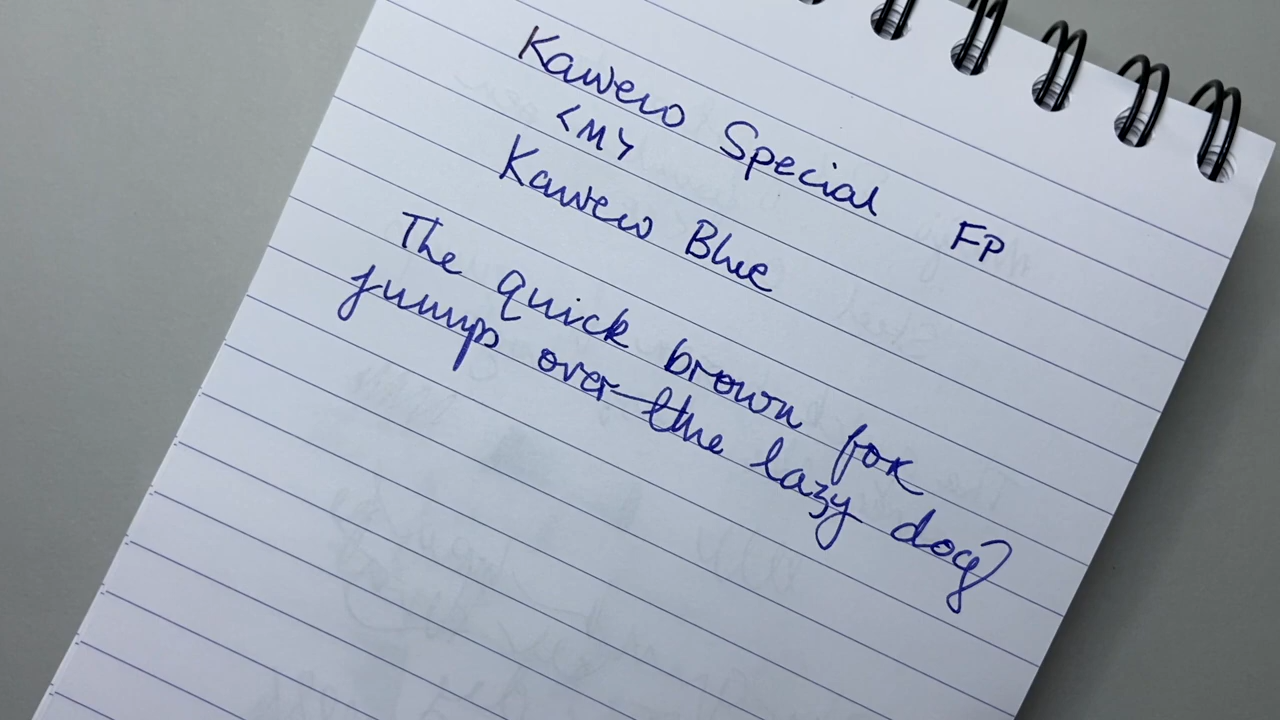 Kaweco Special FP
<M>
Kaweco Blue
The quick brown fox
jumps over the lazy dog